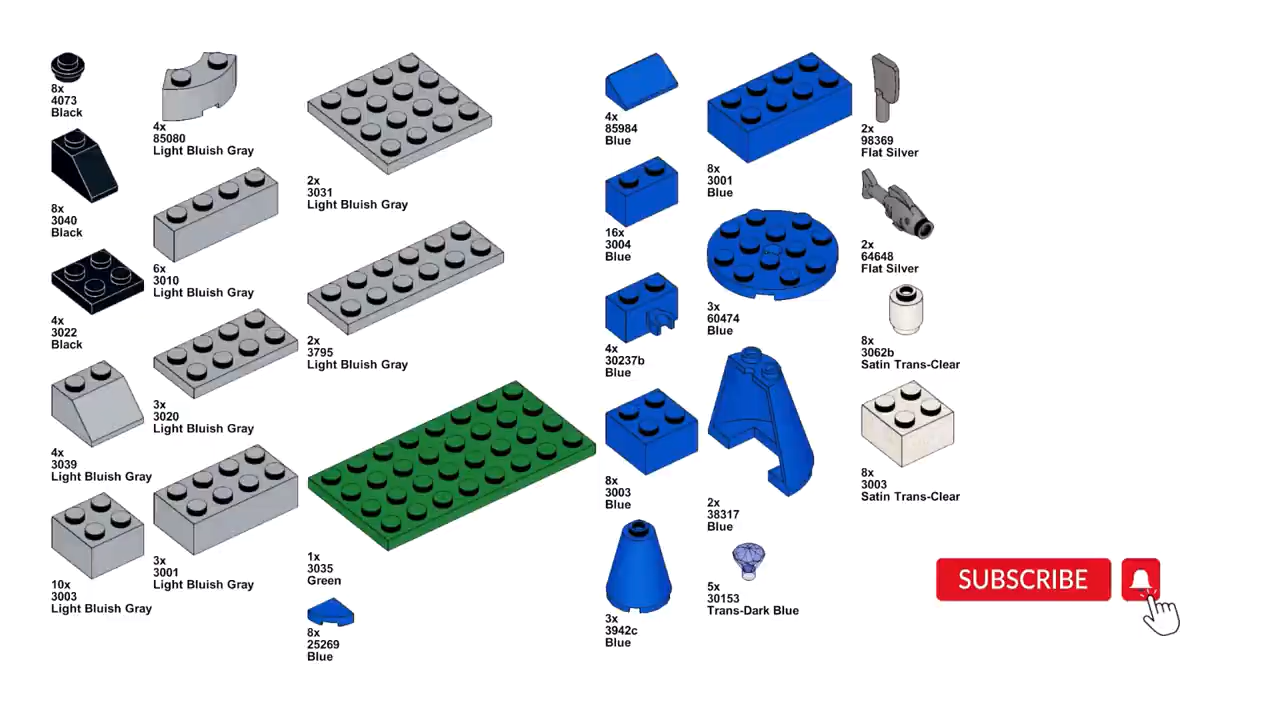 8x
4073
Black
8x
3040
Black
4x
3022
Black
4x
3039
Light Bluish Gray
10x
3003
Light Bluish Gray
4x
85080
Light Bluish Gray
6x
3010
Light Bluish Gray
3x
3020
Light Bluish Gray
3x
3001
Light Bluish Gray
2x
3031
Light Bluish Gray
2x
3795
Light Bluish Gray
1x
3035
Green
8x
25269
Blue
4x
85984
Blue
16x
3004
Blue
4x
30237b
Blue
8x
3003
Blue
3x
3942c
Blue
8x
3001
Blue
3x
60474
Blue
2x
38317
Blue
5x
30153
Trans-Dark Blue
2x
98369
Flat Silver
2x
64648
Flat Silver
8x
3062b
Satin Trans-Clear
8x
3003
Satin Trans-Clear
SUBSCRIBE